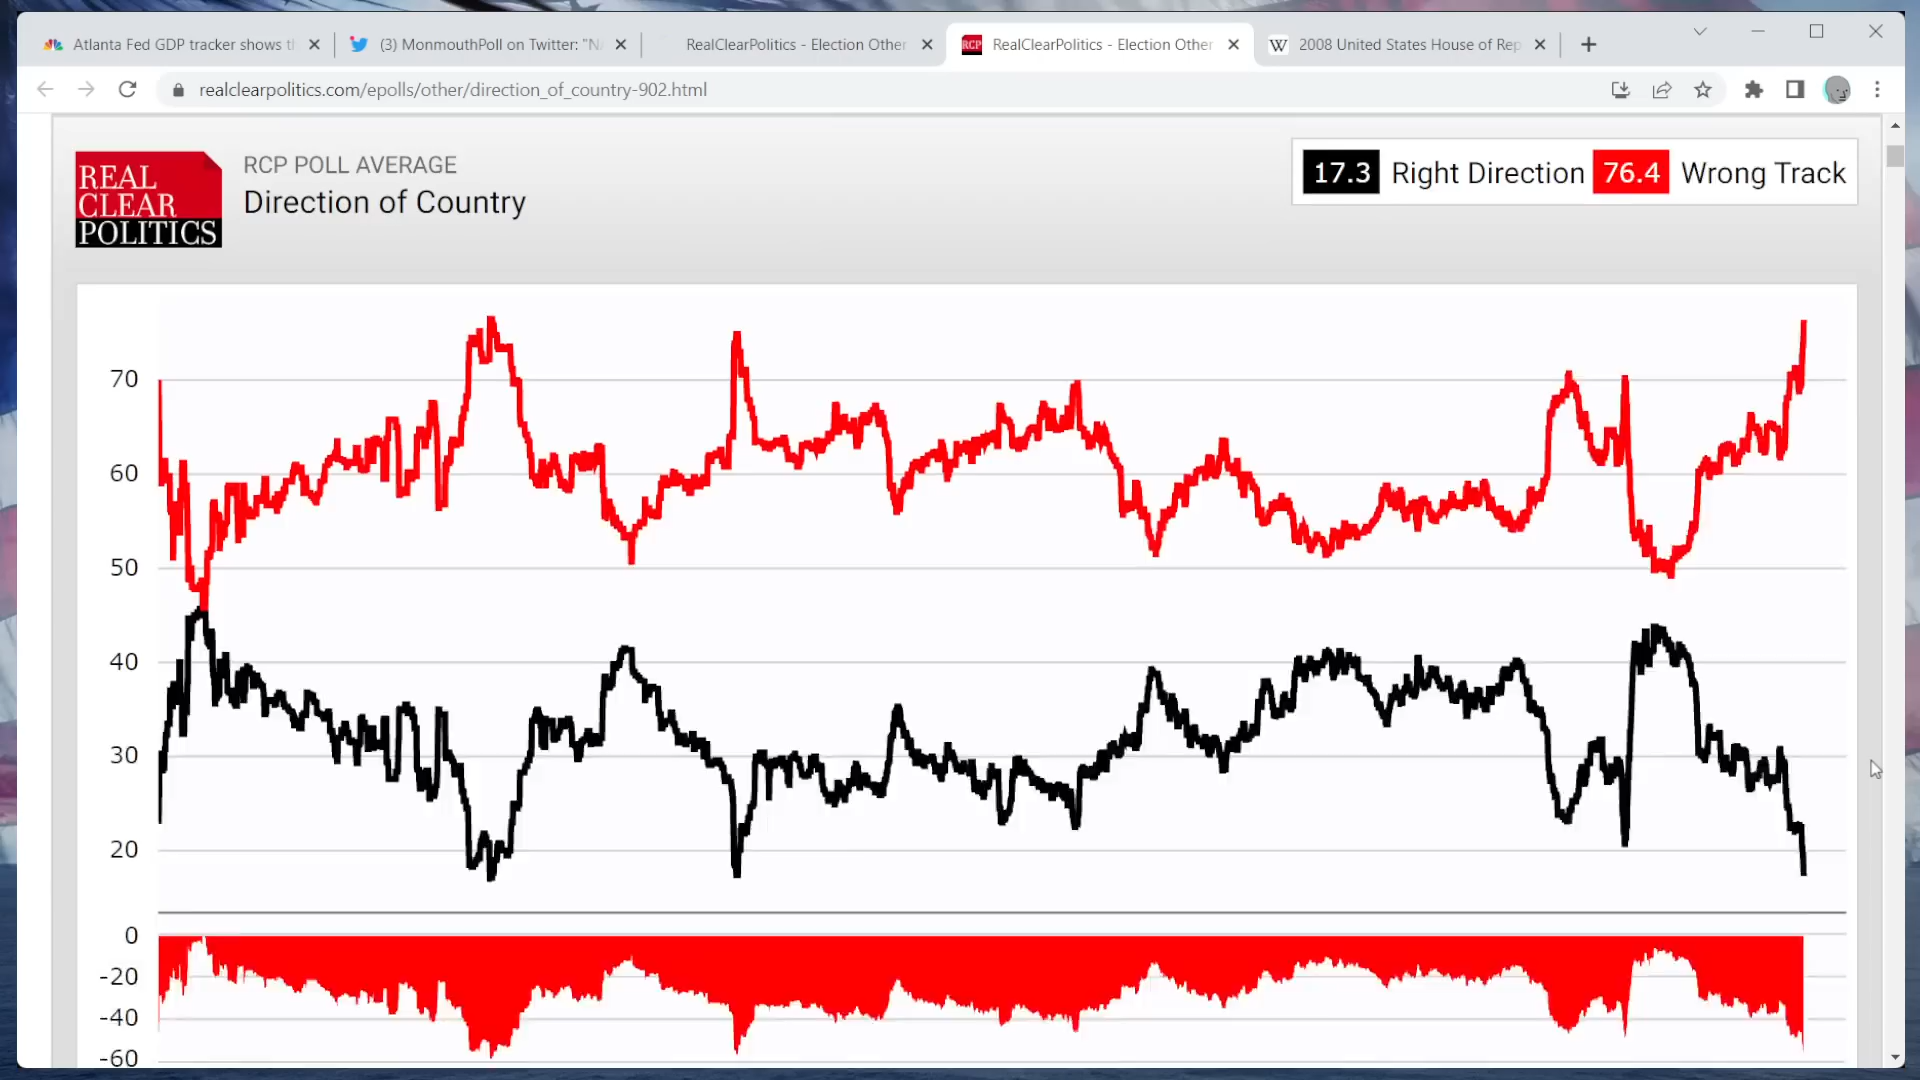 Atlanta Fed GDP tracker shows th
(3) MonmouthPoll on Twitter: "N
RealClearPolitics - Election Other
RCP
RealClearPolitics - Election Other
W
2008 United States House of Rep
realclearpolitics.com/epolls/other/direction_of_country-902.html
REAL
CLEAR
POLITICS
RCP POLL AVERAGE
Direction of Country
17.3 Right Direction 76.4 Wrong Track
70
60
50
40
30
20
0
-20
-40
-60